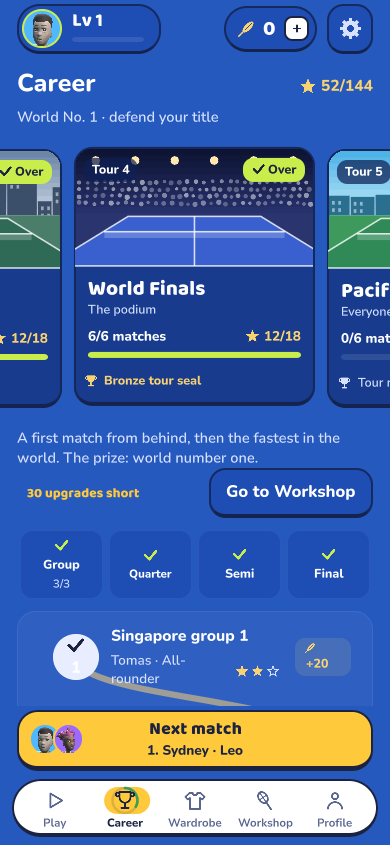 Lv 1
0
+
Career
52/144
World No. 1 · defend your title
Over
Tour 4
Over
Tour 5
World Finals
Pacif
The podium
Everyone
12/18
6/6 matches
12/18
0/6 mat
Bronze tour seal
Tour r
A first match from behind, then the fastest in the
world. The prize: world number one.
30 upgrades short
Go to Workshop
Group
3/3
Quarter
Semi
Final
1
Singapore group 1
Tomas · All-
rounder
+20
Next match
1. Sydney · Leo
Play
Career
Wardrobe
Workshop
Profile